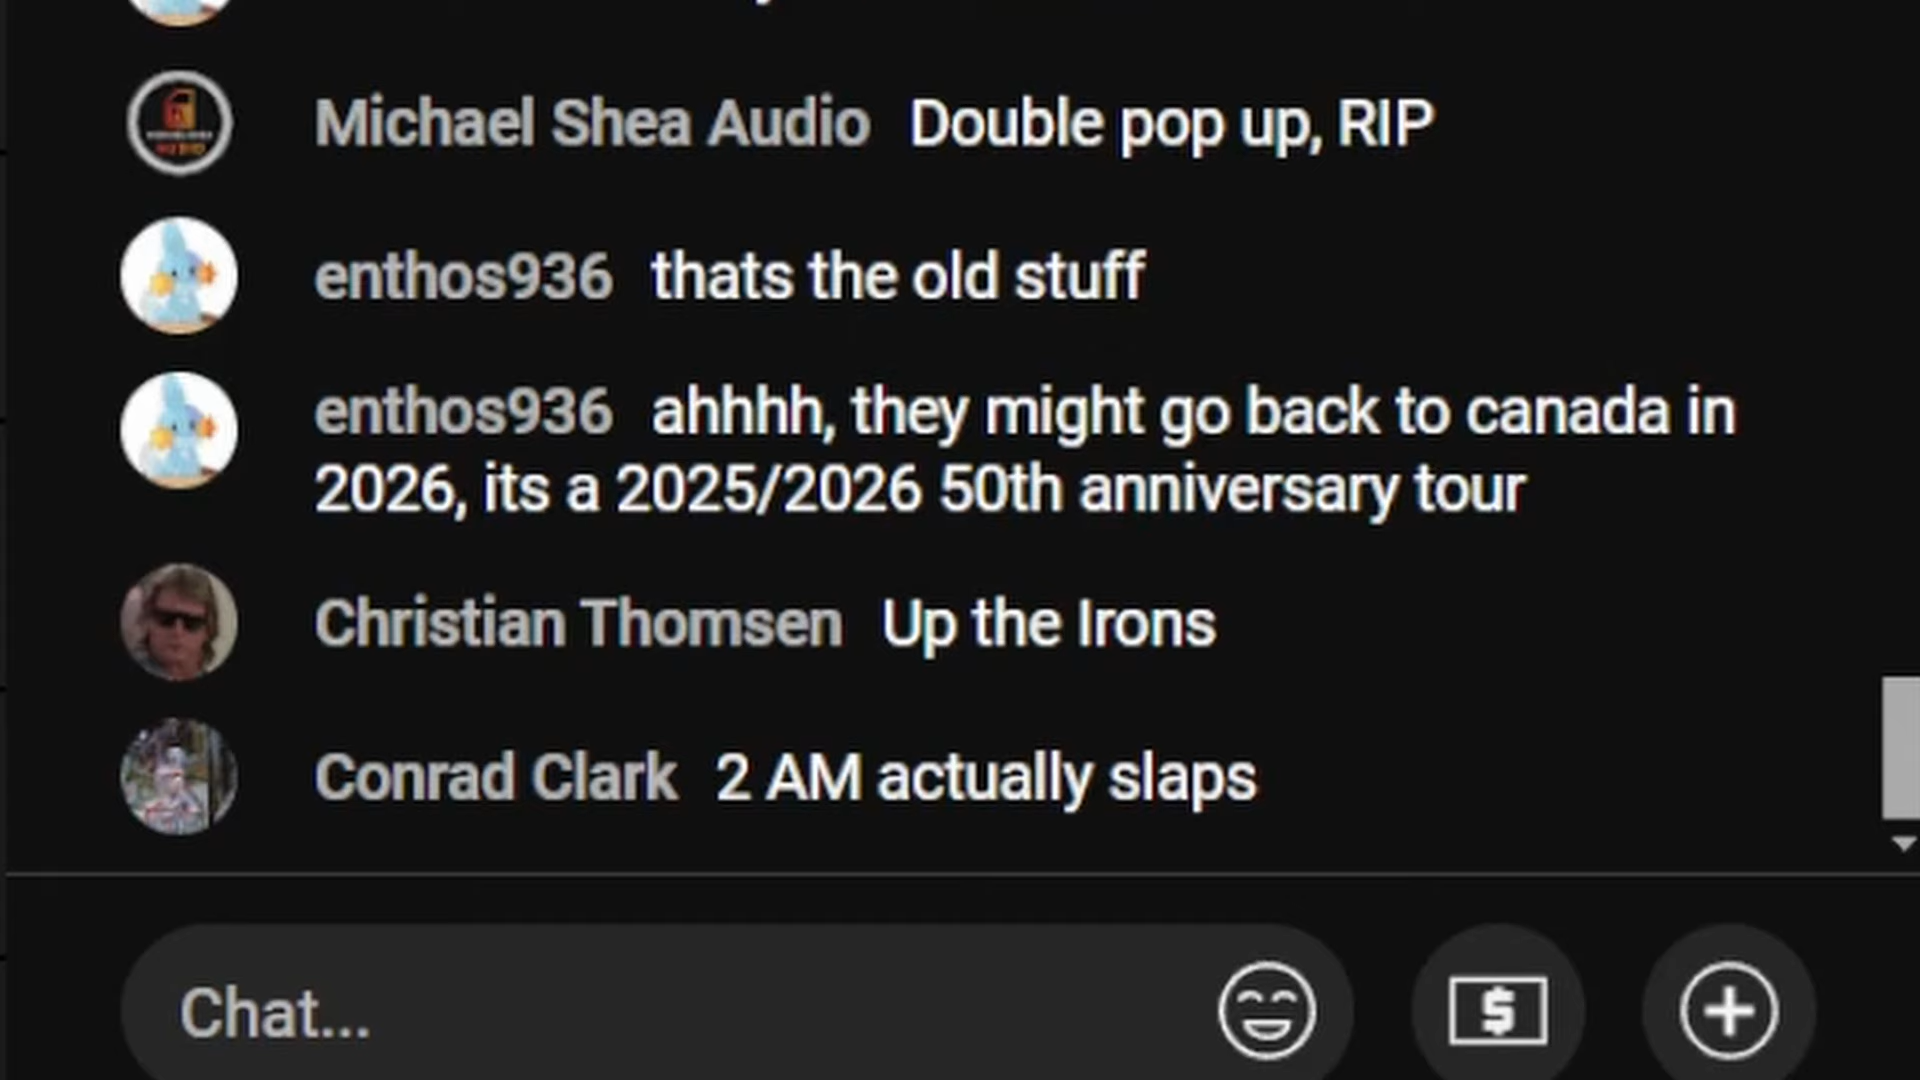 Michael Shea Audio Double pop up, RIP
enthos936 thats the old stuff
enthos936 ahhhh, they might go back to canada in
2026, its a 2025/2026 50th anniversary tour
Christian Thomsen Up the Irons
Conrad Clark 2 AM actually slaps
Chat...